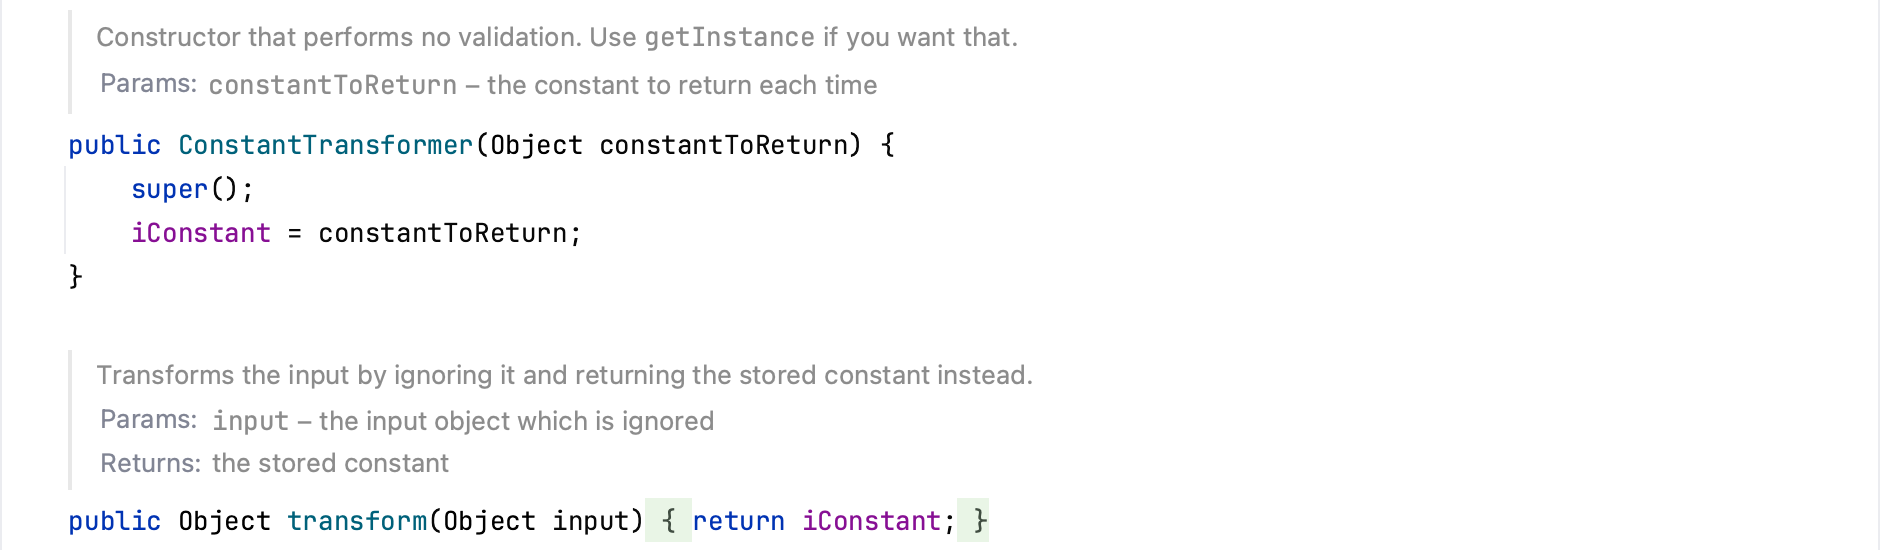 Constructor that performs no validation. Use getInstance if you want that.
Params: constantToReturn – the constant to return each time
public ConstantTransformer(Object constantToReturn) {
    super();
    iConstant = constantToReturn;
}
Transforms the input by ignoring it and returning the stored constant instead.
Params: input – the input object which is ignored
Returns: the stored constant
public Object transform(Object input) { return iConstant; }